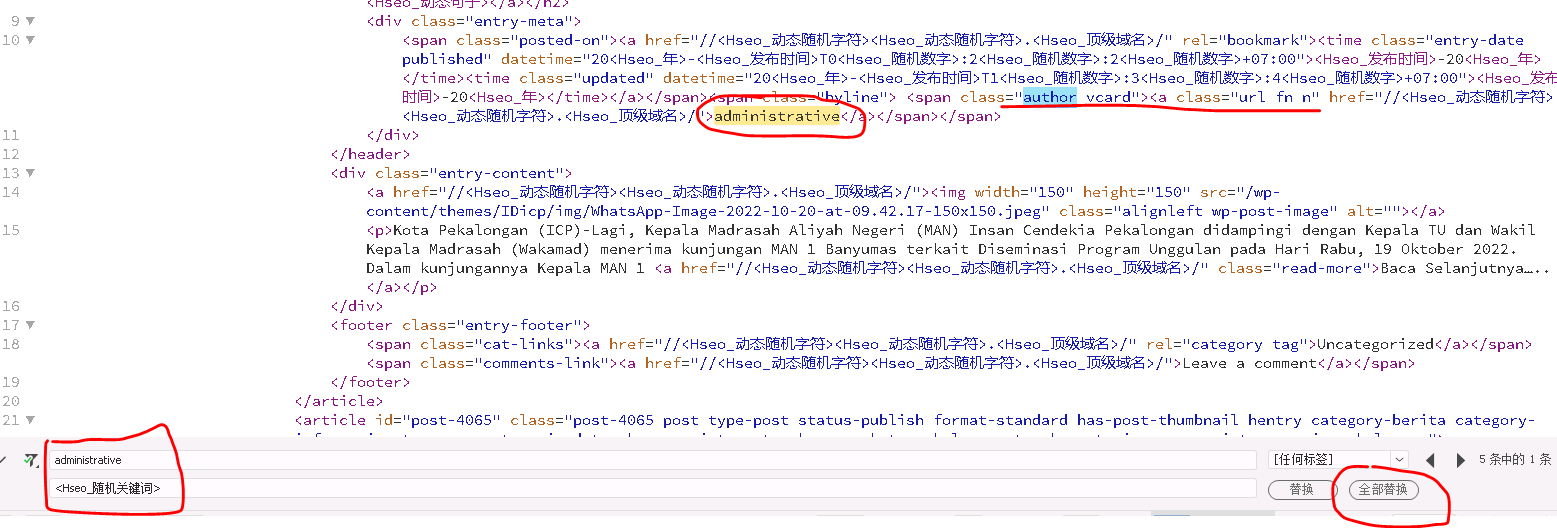 <Hseo_动态句子></a></h2>
9 <div class="entry-meta">
10 <span class="posted-on"><a href="//<Hseo_动态随机字符><Hseo_动态随机字符>.<Hseo_顶级域名>/" rel="bookmark"><time class="entry-date
published" datetime="20<Hseo_年>-<Hseo_发布时间>T0<Hseo_随机数字>:2<Hseo_随机数字>:2<Hseo_随机数字>+07:00"><Hseo_发布时间>-20<Hseo_年>
</time><time class="updated" datetime="20<Hseo_年>-<Hseo_发布时间>T1<Hseo_随机数字>:3<Hseo_随机数字>:4<Hseo_随机数字>+07:00"><Hseo_发布
时间>-20<Hseo_年></time></a></span><span class="byline"> <span class="author vcard"><a class="url fn n" href="//<Hseo_动态随机字符>
<Hseo_动态随机字符>.<Hseo_顶级域名>/">administrative</a></span></span>
11 </div>
12 </header>
13 <div class="entry-content">
14 <a href="//<Hseo_动态随机字符><Hseo_动态随机字符>.<Hseo_顶级域名>/"><img width="150" height="150" src="/wp-
content/themes/IDicp/img/WhatsApp-Image-2022-10-20-at-09.42.17-150x150.jpeg" class="alignleft wp-post-image" alt=""></a>
15 <p>Kota Pekalongan (ICP)-Lagi, Kepala Madrasah Aliyah Negeri (MAN) Insan Cendekia Pekalongan didampingi dengan Kepala TU dan Wakil
Kepala Madrasah (Wakamad) menerima kunjungan MAN 1 Banyumas terkait Diseminasi Program Unggulan pada Hari Rabu, 19 Oktober 2022.
Dalam kunjungannya Kepala MAN 1 <a href="//<Hseo_动态随机字符><Hseo_动态随机字符>.<Hseo_顶级域名>/" class="read-more">Baca Selanjutnya…..
</a></p>
16 </div>
17 <footer class="entry-footer">
18 <span class="cat-links"><a href="//<Hseo_动态随机字符><Hseo_动态随机字符>.<Hseo_顶级域名>/" rel="category tag">Uncategorized</a></span>
<span class="comments-link"><a href="//<Hseo_动态随机字符><Hseo_动态随机字符>.<Hseo_顶级域名>/">Leave a comment</a></span>
19 </footer>
20 </article>
21 <article id="post-4065" class="post-4065 post type-post status-publish format-standard has-post-thumbnail hentry category-berita category-
administrative [任何标签] 5 条中的 1 条
<Hseo_随机关键词> 替换 全部替换